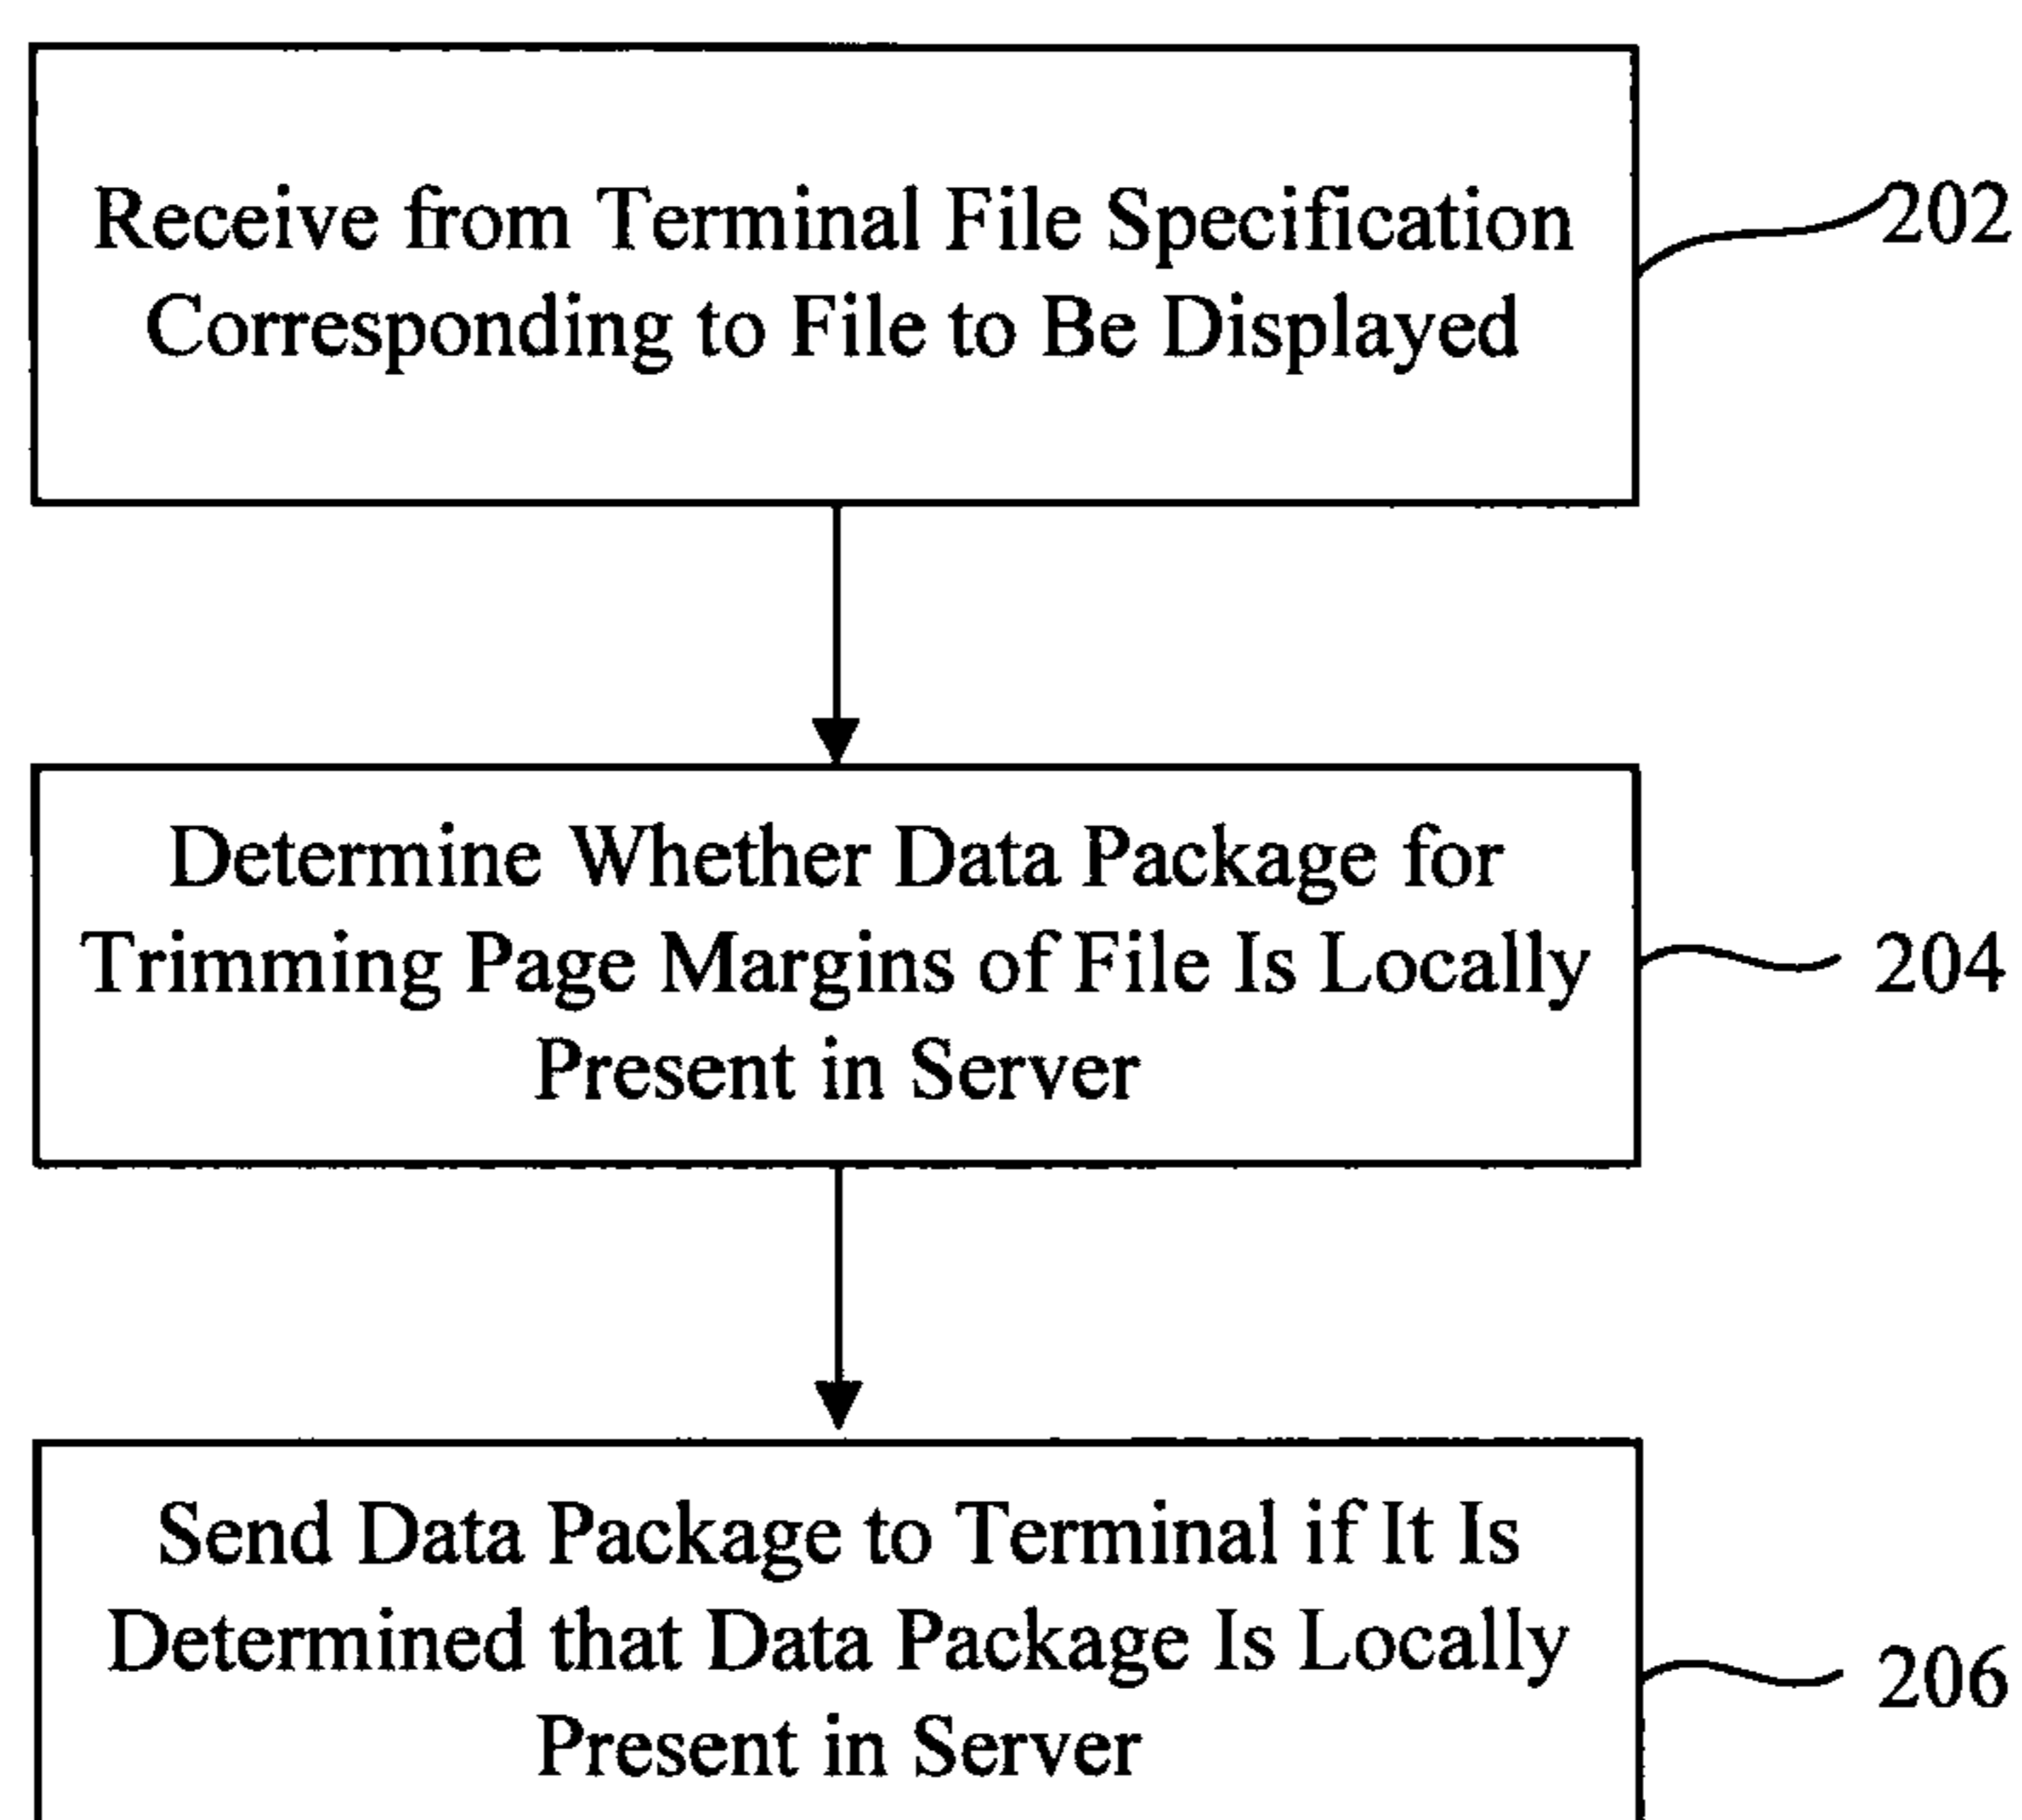 Receive from Terminal File Specification
Corresponding to File to Be Displayed
202
Determine Whether Data Package for
Trimming Page Margins of File Is Locally
Present in Server
204
Send Data Package to Terminal if It Is
Determined that Data Package Is Locally
Present in Server
206